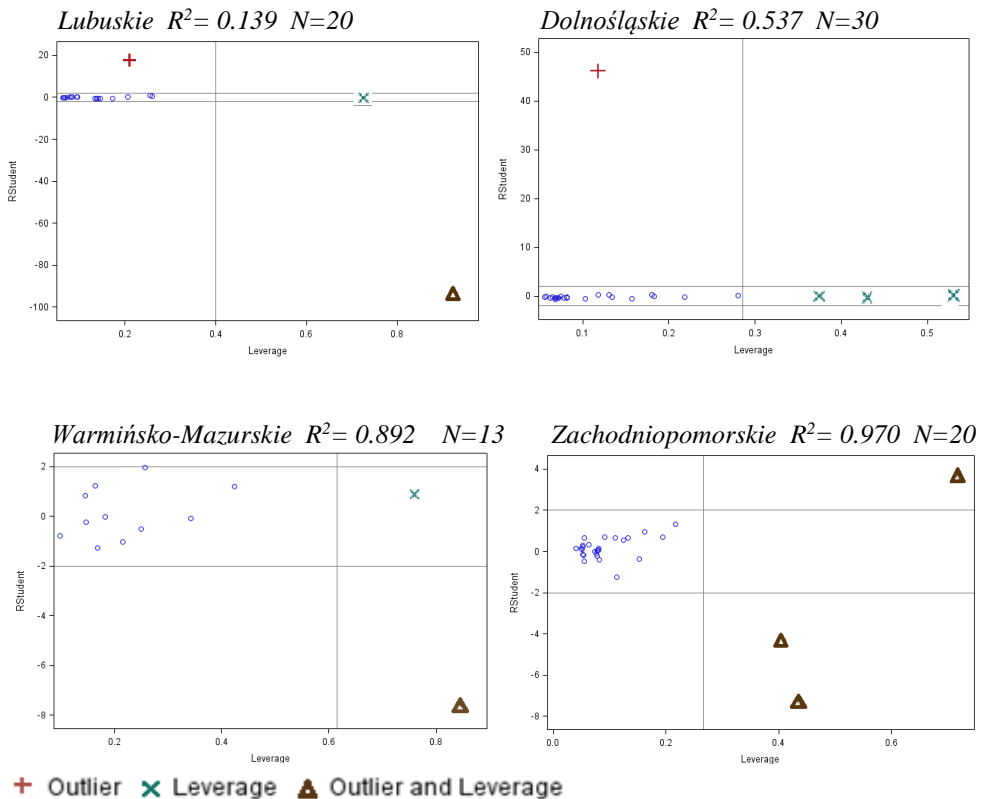 Lubuskie R²= 0.139 N=20
20
0
-20
-40
-60
-80
-100
RStudent
0.2 0.4 0.6 0.8
Leverage
Dolnośląskie R²= 0.537 N=30
50
40
30
20
10
0
RStudent
0.1 0.2 0.3 0.4 0.5
Leverage
Warmińsko-Mazurskie R²= 0.892 N=13
2
0
-2
-4
-6
-8
RStudent
0.2 0.4 0.6 0.8
Leverage
Zachodniopomorskie R²= 0.970 N=20
4
2
0
-2
-4
-6
-8
RStudent
0.0 0.2 0.4 0.6
Leverage
Outlier Leverage Outlier and Leverage